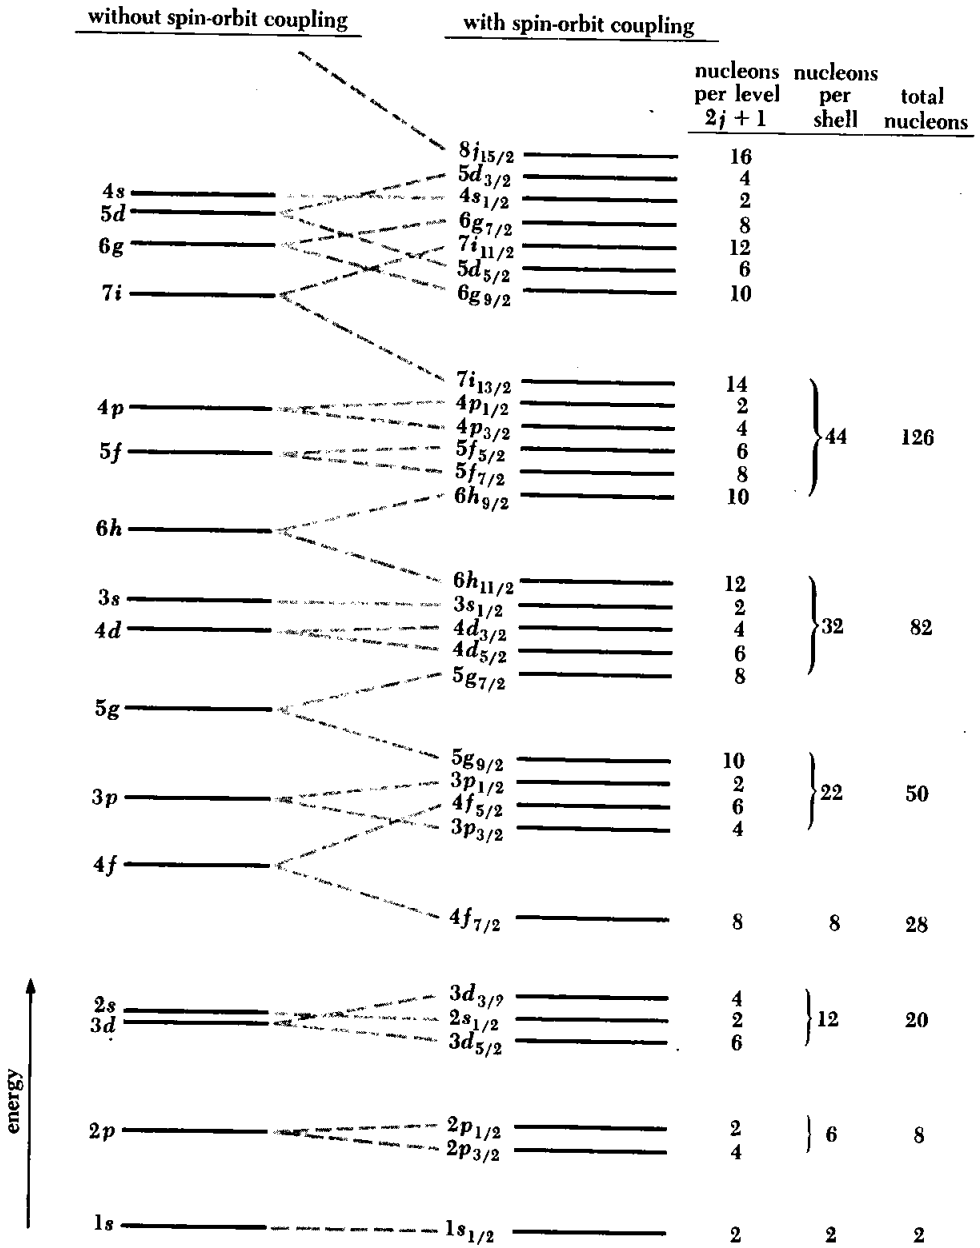 without spin-orbit coupling with spin-orbit coupling
nucleons nucleons
per level per total
2j + 1 shell nucleons
8j15/2 16
5d3/2 4
4s 4s1/2 2
5d
6g7/2 8
6g 7i11/2 12
5d5/2 6
7i 6g9/2 10
7i13/2 14
4p 4p1/2 2
4p3/2 4 44 126
5f 5f5/2 6
5f7/2 8
6h9/2 10
6h
6h11/2 12
3s 3s1/2 2
4d 4d3/2 4 32 82
4d5/2 6
5g7/2 8
5g
5g9/2 10
3p 3p1/2 2 22 50
4f5/2 6
3p3/2 4
4f
4f7/2 8 8 28
2s 3d3/2 4
3d 2s1/2 2 12 20
3d5/2 6
energy
2p 2p1/2 2 6 8
2p3/2 4
1s 1s1/2 2 2 2